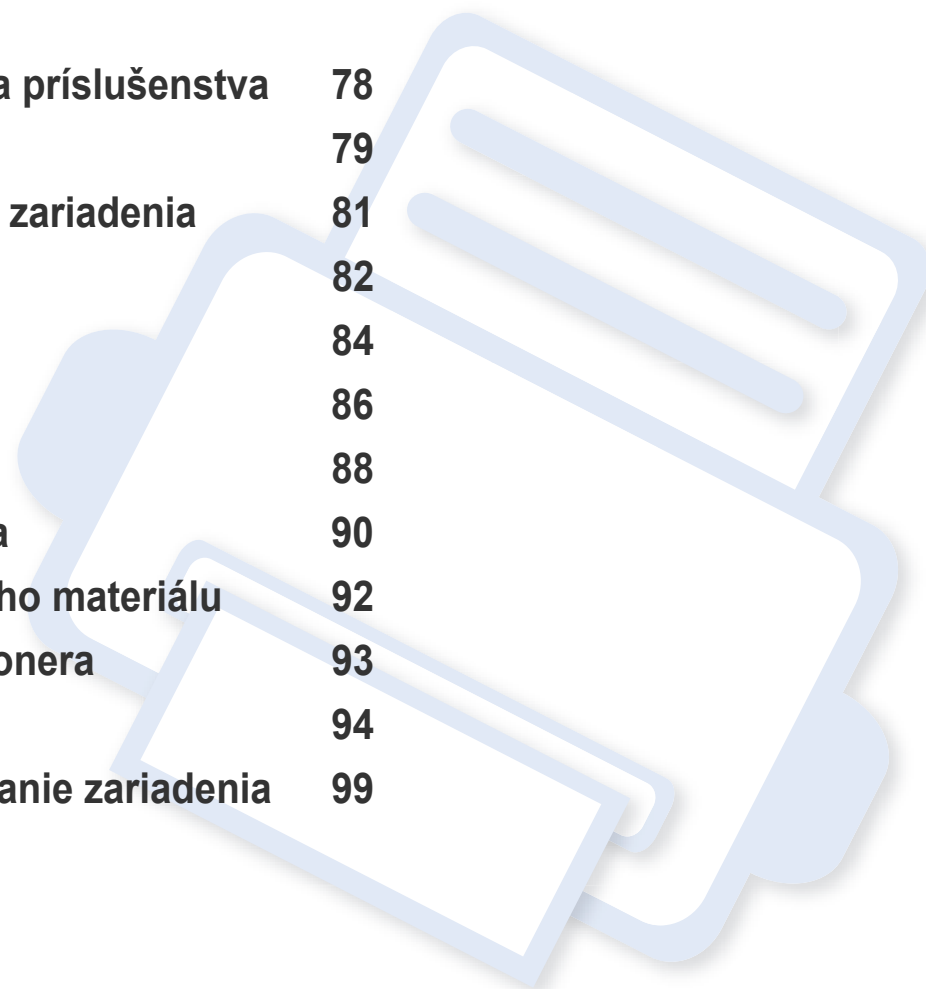 a príslušenstva 78
79
zariadenia 81
82
84
86
88
90
ho materiálu 92
onera 93
94
anie zariadenia 99